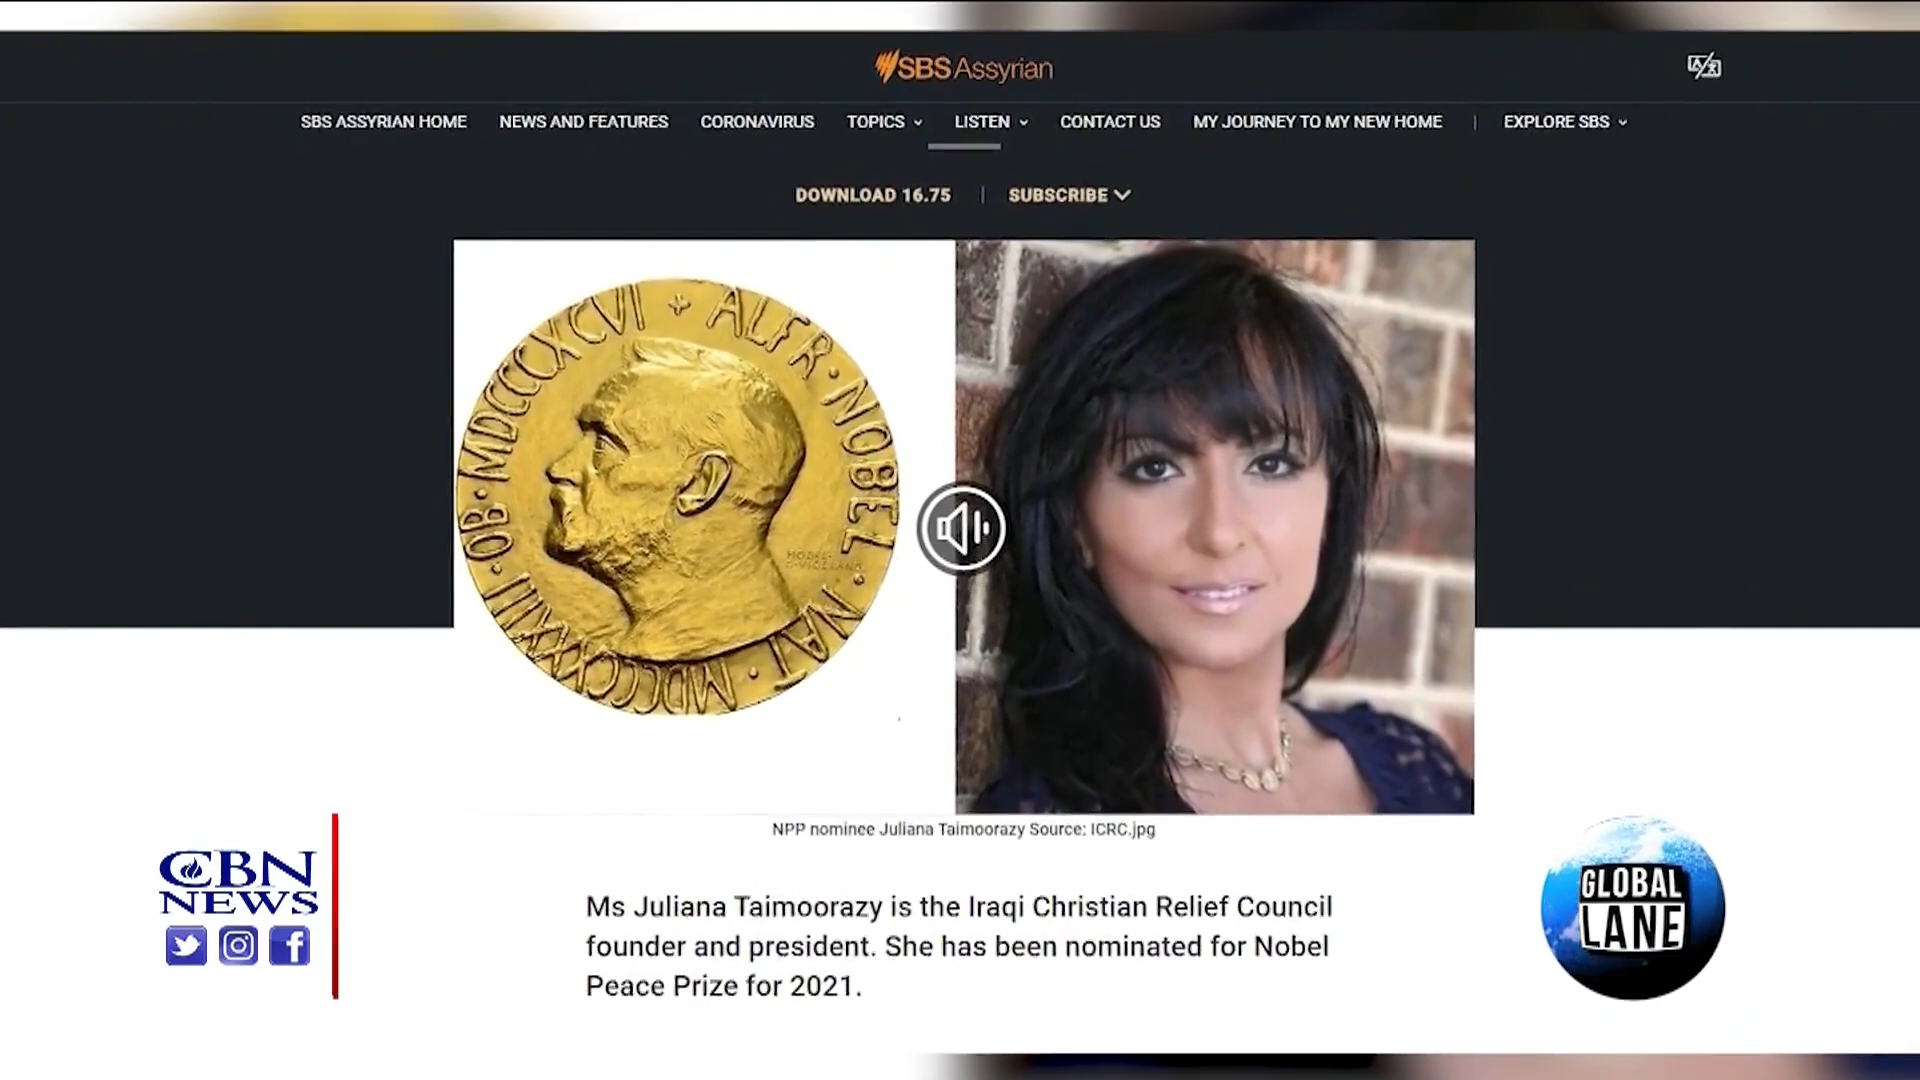 SBS Assyrian
SBS ASSYRIAN HOME NEWS AND FEATURES CORONAVIRUS TOPICS LISTEN CONTACT US MY JOURNEY TO MY NEW HOME | EXPLORE SBS
DOWNLOAD 16.75 | SUBSCRIBE
OB · MDCCCXCVI + ALFR · NOBEL · NAT · MDCCCXXXIII ·
NPP nominee Juliana Taimoorazy Source: ICRC.jpg
Ms Juliana Taimoorazy is the Iraqi Christian Relief Council
founder and president. She has been nominated for Nobel
Peace Prize for 2021.
CBN
NEWS
GLOBAL
LANE